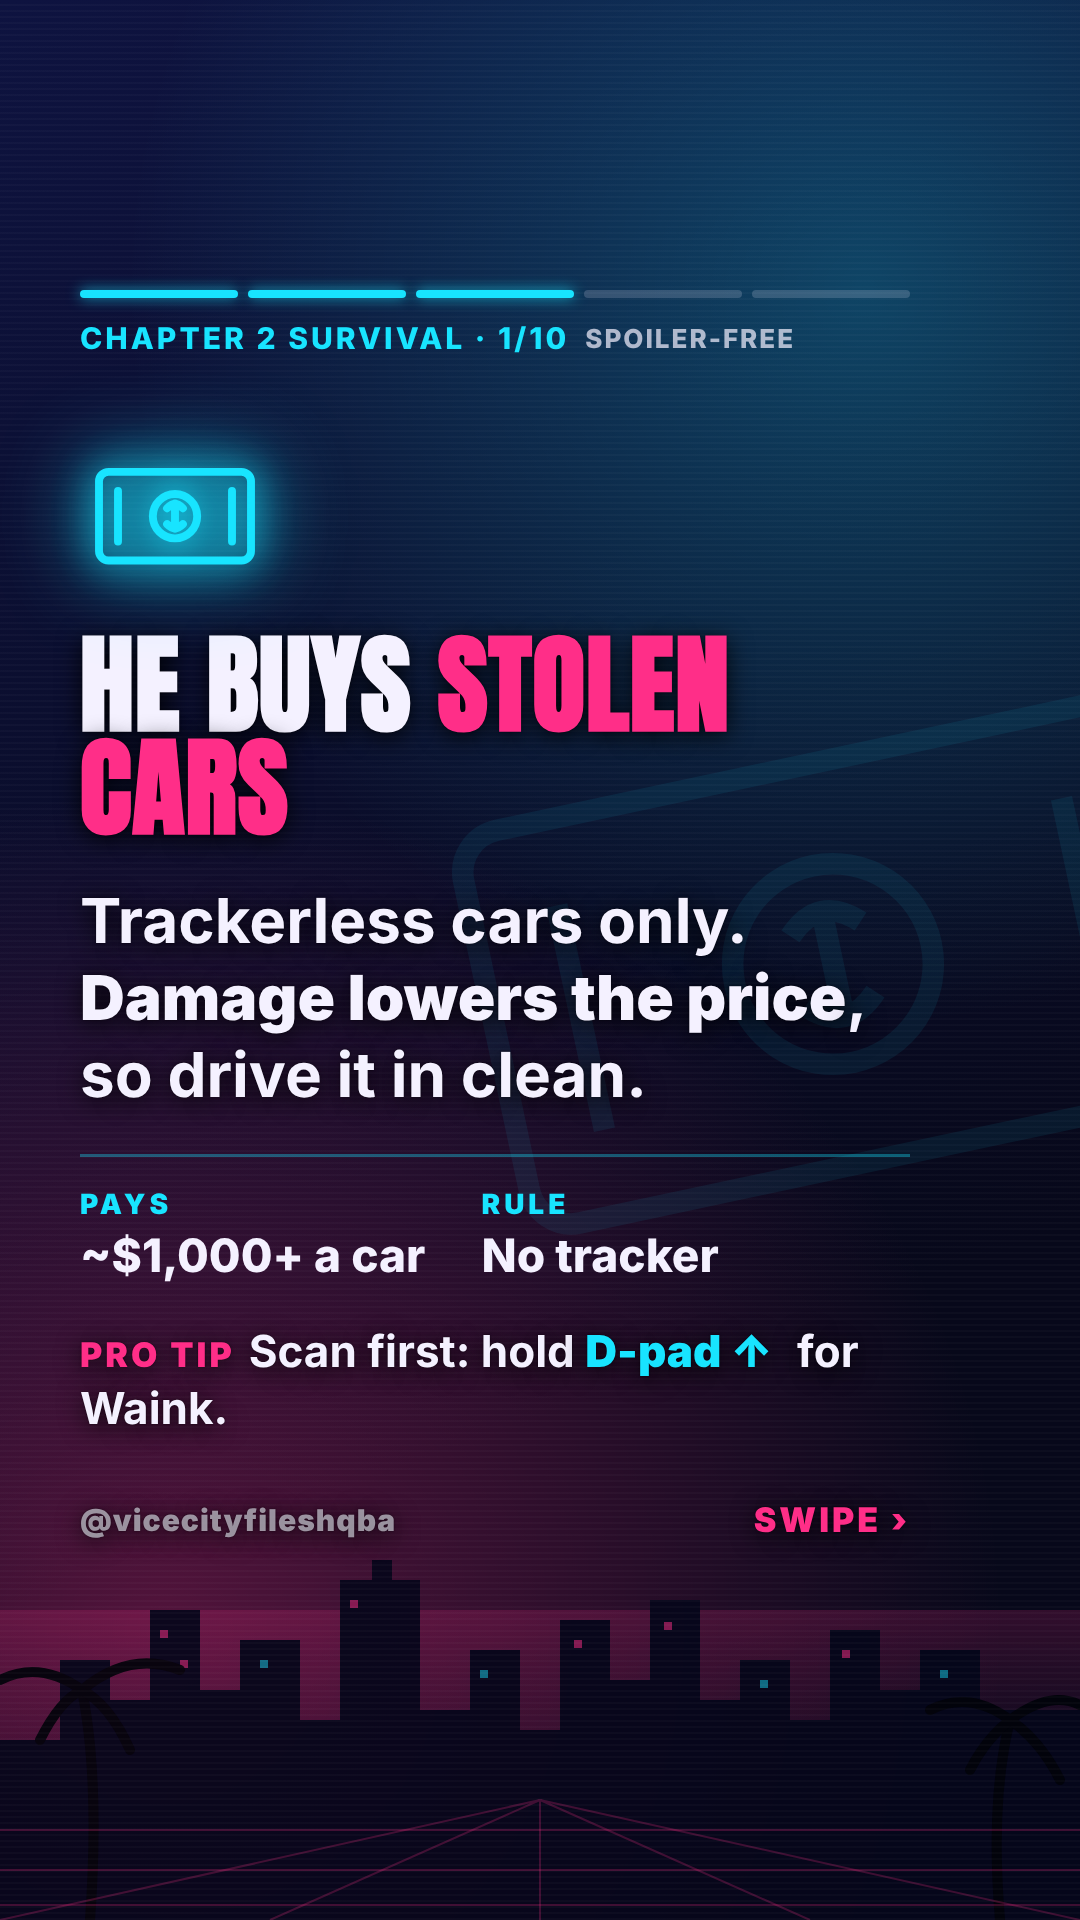 CHAPTER 2 SURVIVAL · 1/10 SPOILER-FREE
HE BUYS STOLEN
CARS
Trackerless cars only.
Damage lowers the price,
so drive it in clean.
PAYS RULE
~$1,000+ a car No tracker
PRO TIP Scan first: hold D-pad ↑ for
Waink.
@vicecityfileshqba SWIPE ›